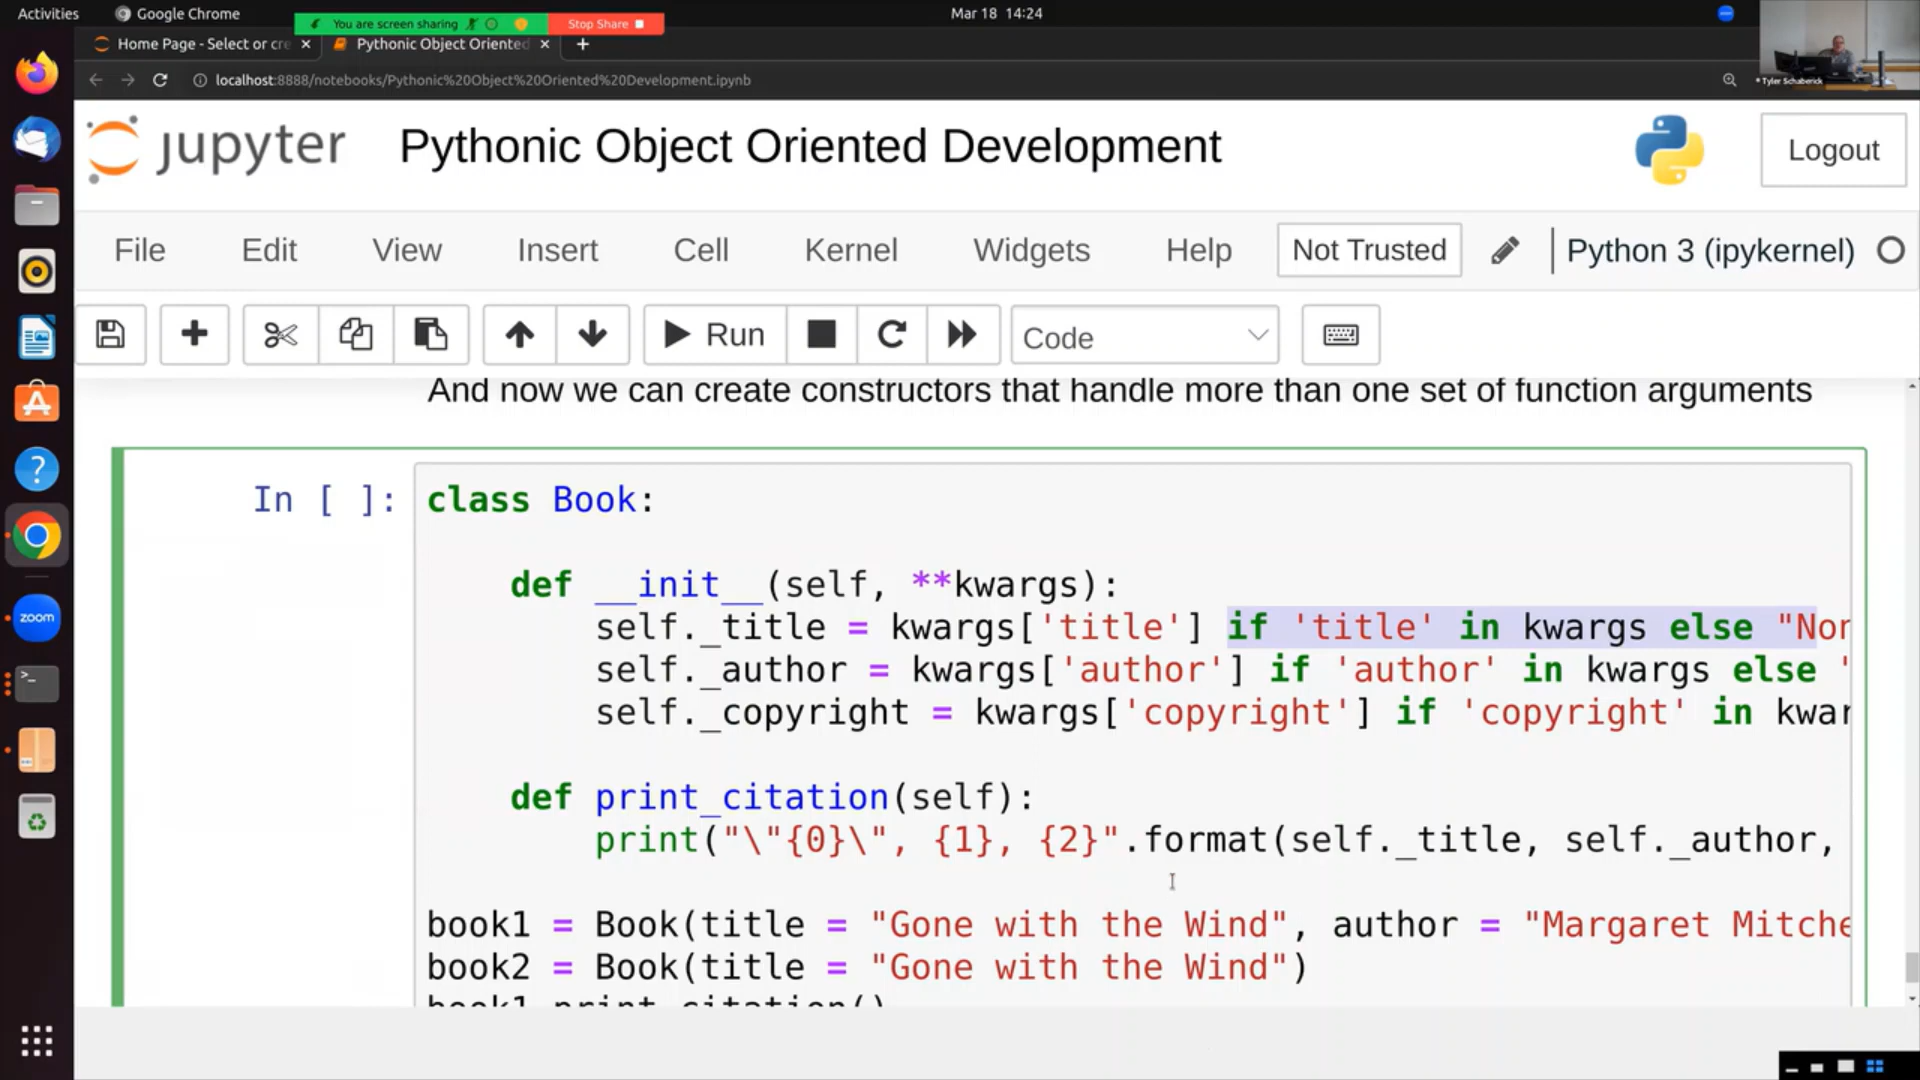 Activities
Google Chrome
You are screen sharing
Stop Share
Mar 18 14:24
Home Page - Select or cre
Pythonic Object Oriented
localhost:8888/notebooks/Pythonic%20Object%20Oriented%20Development.ipynb
Tyler Schaberick
jupyter
Pythonic Object Oriented Development
Logout
File Edit View Insert Cell Kernel Widgets Help Not Trusted Python 3 (ipykernel)
Run
Code
And now we can create constructors that handle more than one set of function arguments
In [ ]:
class Book:
def __init__(self, **kwargs):
self._title = kwargs['title'] if 'title' in kwargs else "Non
self._author = kwargs['author'] if 'author' in kwargs else "
self._copyright = kwargs['copyright'] if 'copyright' in kwar
def print_citation(self):
print("\"{0}\", {1}, {2}".format(self._title, self._author,
book1 = Book(title = "Gone with the Wind", author = "Margaret Mitche
book2 = Book(title = "Gone with the Wind")
book1.print_citation()
zoom